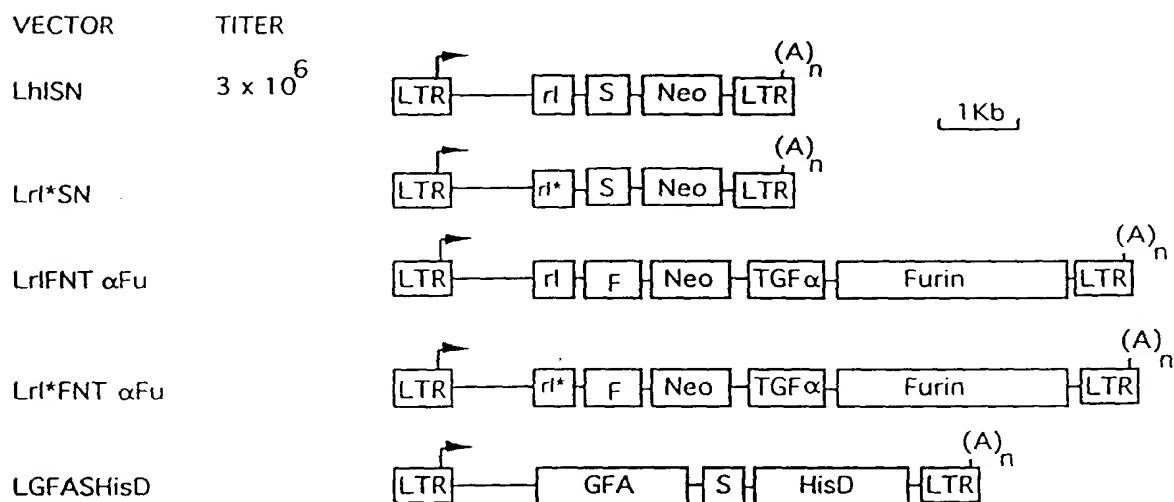 VECTOR TITER
LhISN 3 x 10^6 LTR rI S Neo LTR (A)n
1Kb
LrI*SN LTR rI* S Neo LTR (A)n
LrIFNT αFu LTR rI F Neo TGFα Furin LTR (A)n
LrI*FNT αFu LTR rI* F Neo TGFα Furin LTR (A)n
LGFASHisD LTR GFA S HisD LTR (A)n